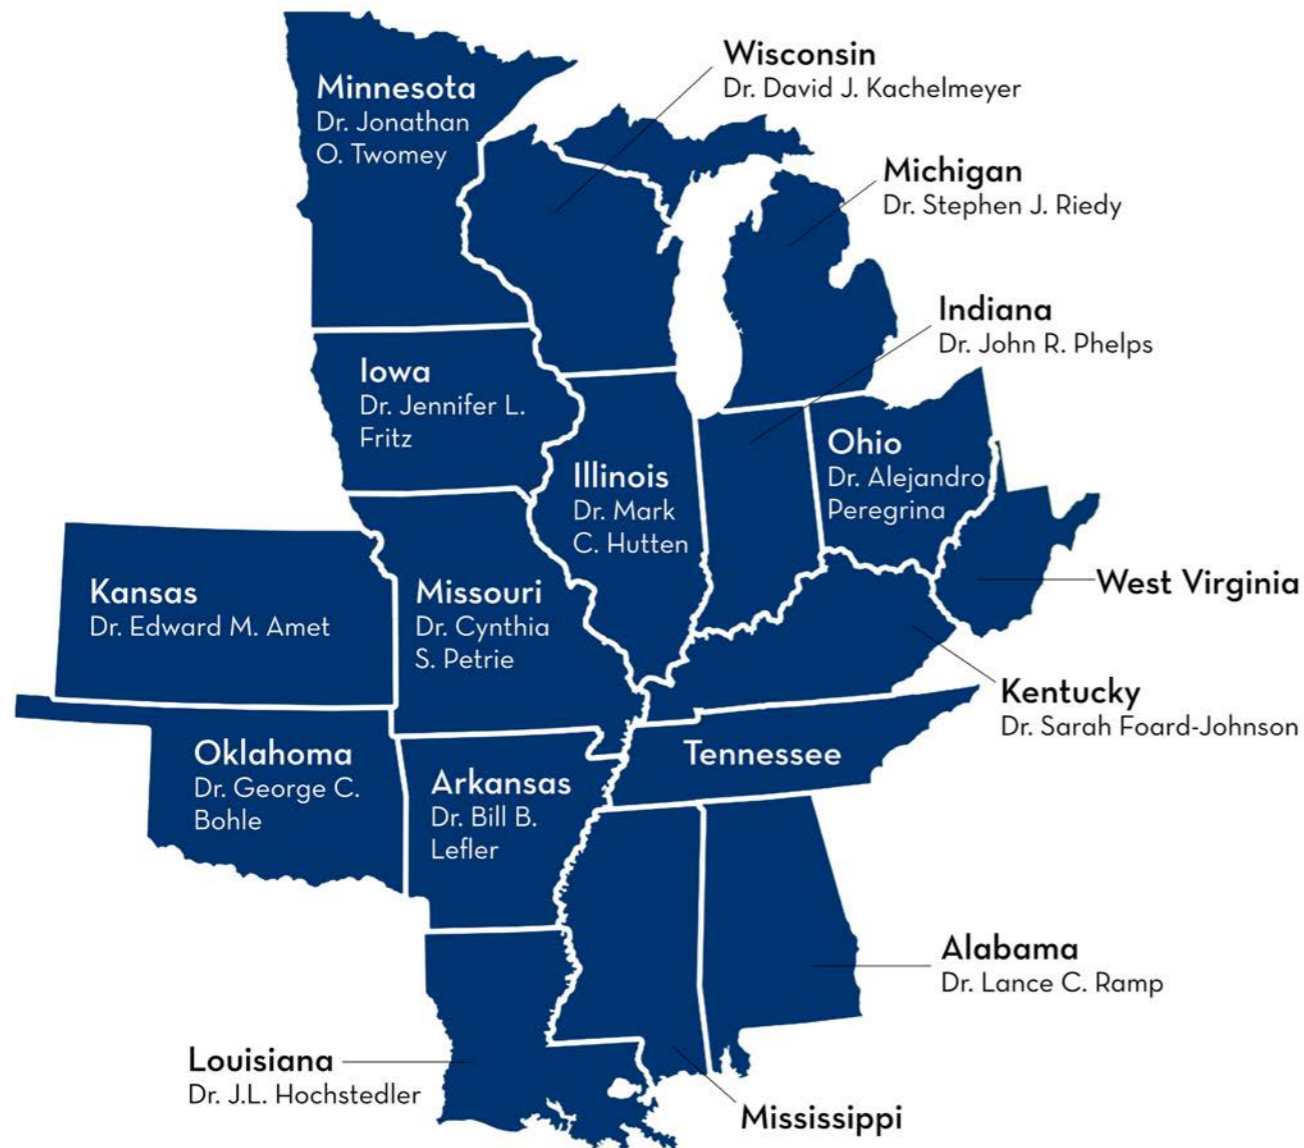 Wisconsin
Dr. David J. Kachelmeyer
Minnesota
Dr. Jonathan
O. Twomey
Michigan
Dr. Stephen J. Riedy
Indiana
Dr. John R. Phelps
Iowa
Dr. Jennifer L.
Fritz
Ohio
Dr. Alejandro
Peregrina
Illinois
Dr. Mark
C. Hutten
West Virginia
Kansas
Dr. Edward M. Amet
Missouri
Dr. Cynthia
S. Petrie
Kentucky
Dr. Sarah Foard-Johnson
Oklahoma
Dr. George C.
Bohle
Tennessee
Arkansas
Dr. Bill B.
Lefler
Alabama
Dr. Lance C. Ramp
Louisiana
Dr. J.L. Hochstedler
Mississippi